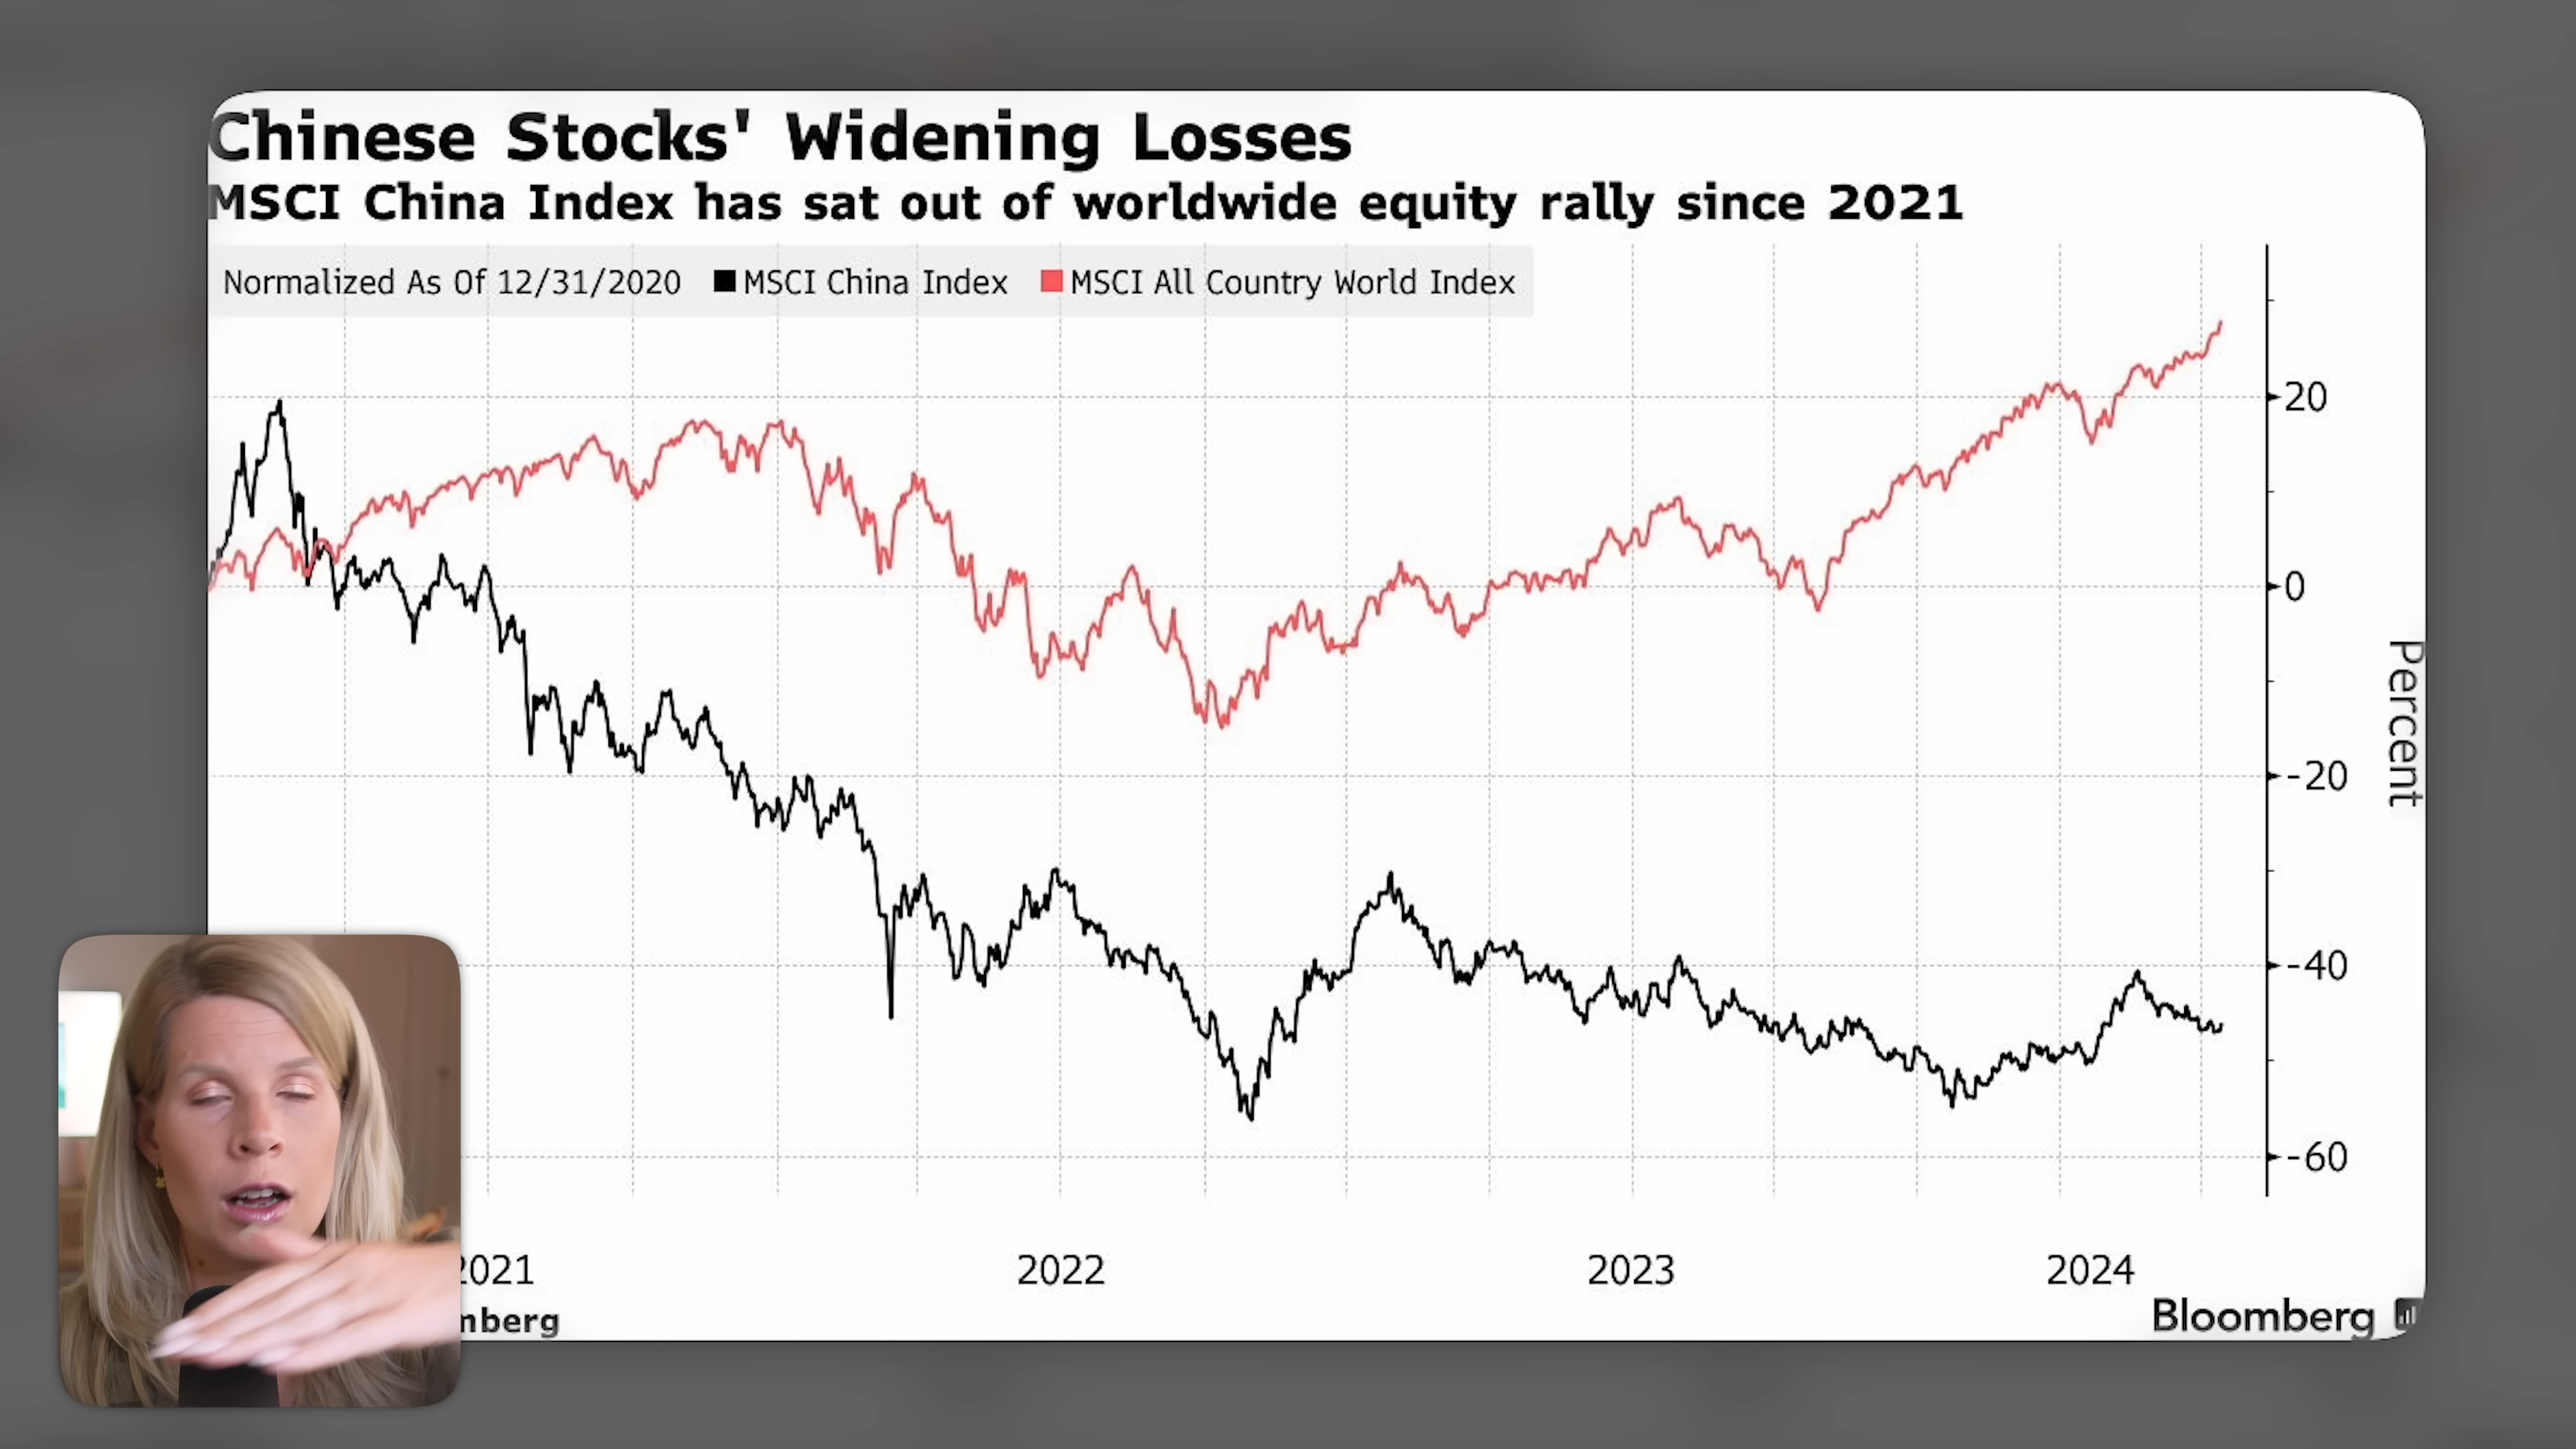 Chinese Stocks' Widening Losses
MSCI China Index has sat out of worldwide equity rally since 2021
Normalized As Of 12/31/2020 MSCI China Index MSCI All Country World Index
20
0
-20
-40
-60
Percent
2021 2022 2023 2024
mberg
Bloomberg